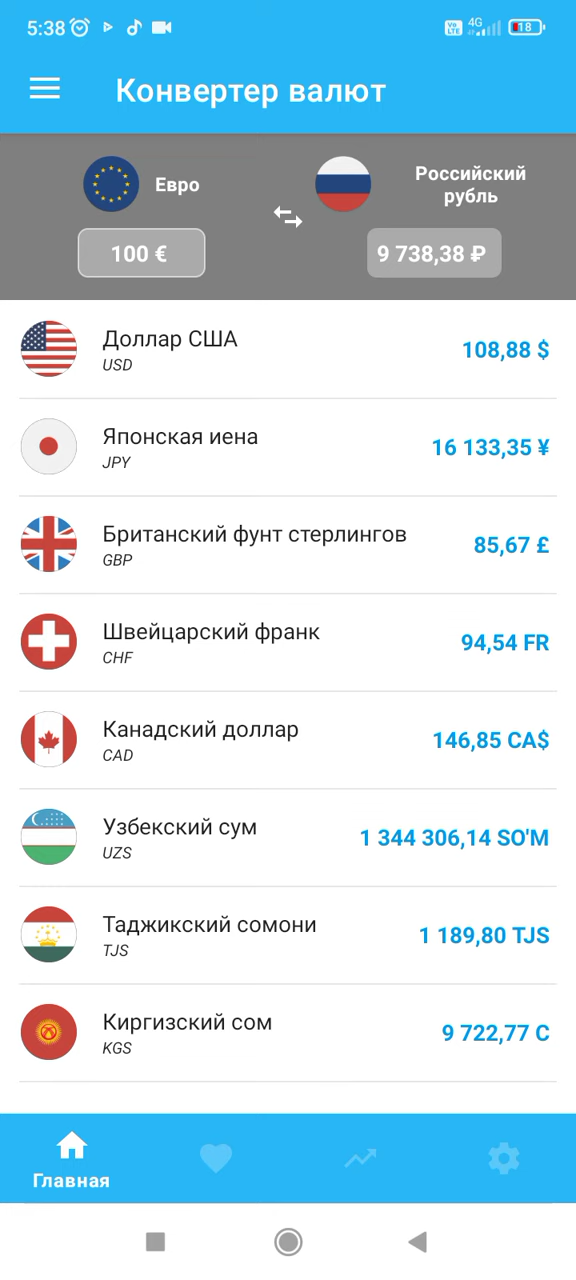 5:38
Vo LTE 4G 18
Конвертер валют
Евро
Российский
рубль
100 €
9 738,38 ₽
Доллар США
USD
108,88 $
Японская иена
JPY
16 133,35 ¥
Британский фунт стерлингов
GBP
85,67 £
Швейцарский франк
CHF
94,54 FR
Канадский доллар
CAD
146,85 CA$
Узбекский сум
UZS
1 344 306,14 SO'M
Таджикский сомони
TJS
1 189,80 TJS
Киргизский сом
KGS
9 722,77 С
Главная